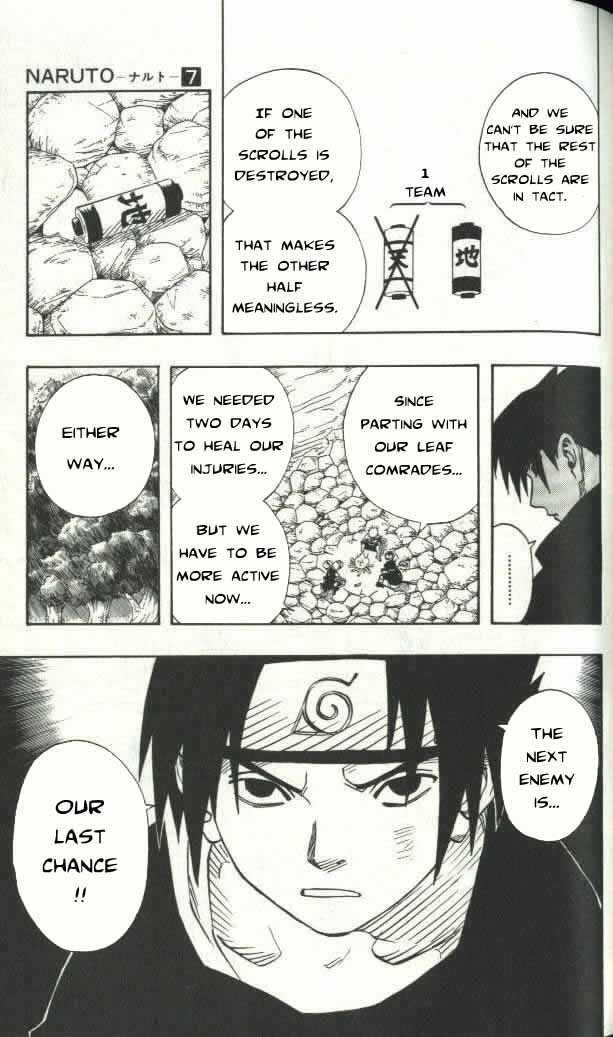 NARUTO —ナルト— 7
AND WE
CAN'T BE SURE
THAT THE REST
OF THE
SCROLLS ARE
IN TACT.
1
TEAM
天
地
IF ONE
OF THE
SCROLLS IS
DESTROYED,
THAT MAKES
THE OTHER
HALF
MEANINGLESS.
地
...........
SINCE
PARTING WITH
OUR LEAF
COMRADES...
WE NEEDED
TWO DAYS
TO HEAL OUR
INJURIES...
BUT WE
HAVE TO BE
MORE ACTIVE
NOW...
EITHER
WAY...
THE
NEXT
ENEMY
IS...
OUR
LAST
CHANCE
!!